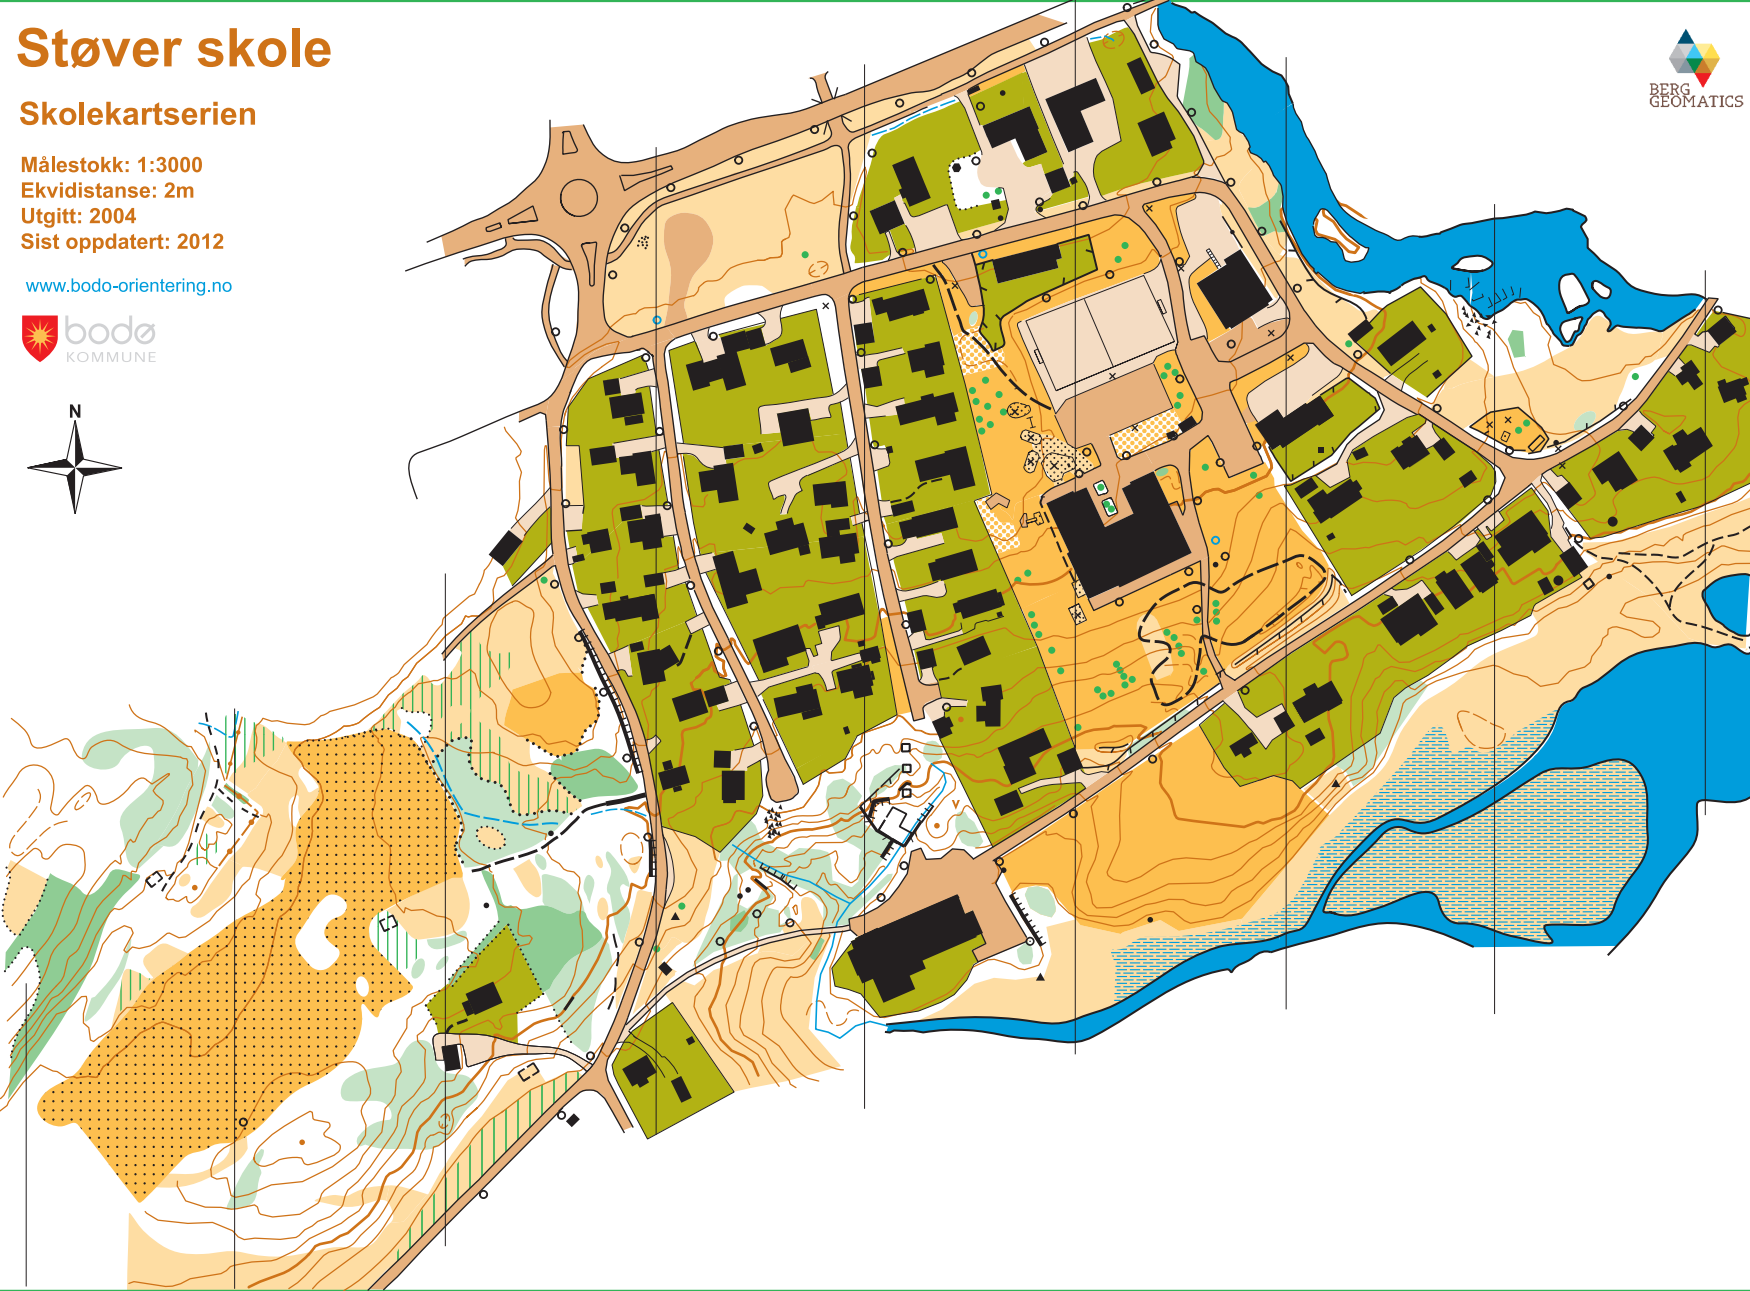 Støver skole
Skolekartserien
Målestokk: 1:3000
Ekvidistanse: 2m
Utgitt: 2004
Sist oppdatert: 2012
www.bodo-orientering.no
bodø
KOMMUNE
N
BERG
GEOMATICS